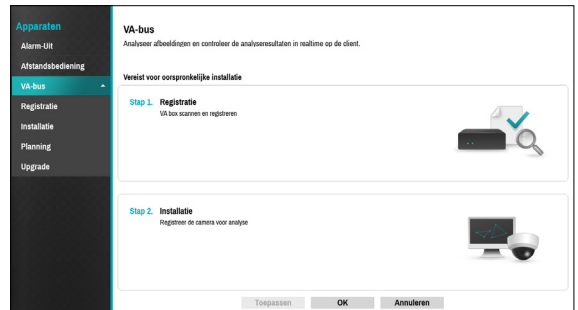 Apparaten
Alarm-Uit
Afstandsbediening
VA-bus
Registratie
Installatie
Planning
Upgrade
VA-bus
Analyseer afbeeldingen en controleer de analyseresultaten in realtime op de client.
Vereist voor oorspronkelijke installatie
Stap 1. Registratie
VA box scannen en registreren
Stap 2. Installatie
Registreer de camera voor analyse
Toepassen OK Annuleren